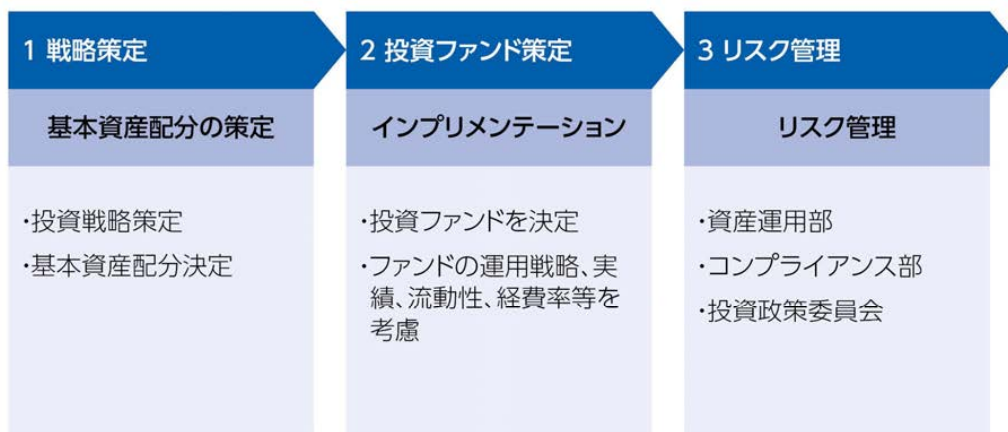 1 戦略策定
基本資産配分の策定
・投資戦略策定
・基本資産配分決定
2 投資ファンド策定
インプリメンテーション
・投資ファンドを決定
・ファンドの運用戦略、実
績、流動性、経費率等を
考慮
3 リスク管理
リスク管理
・資産運用部
・コンプライアンス部
・投資政策委員会